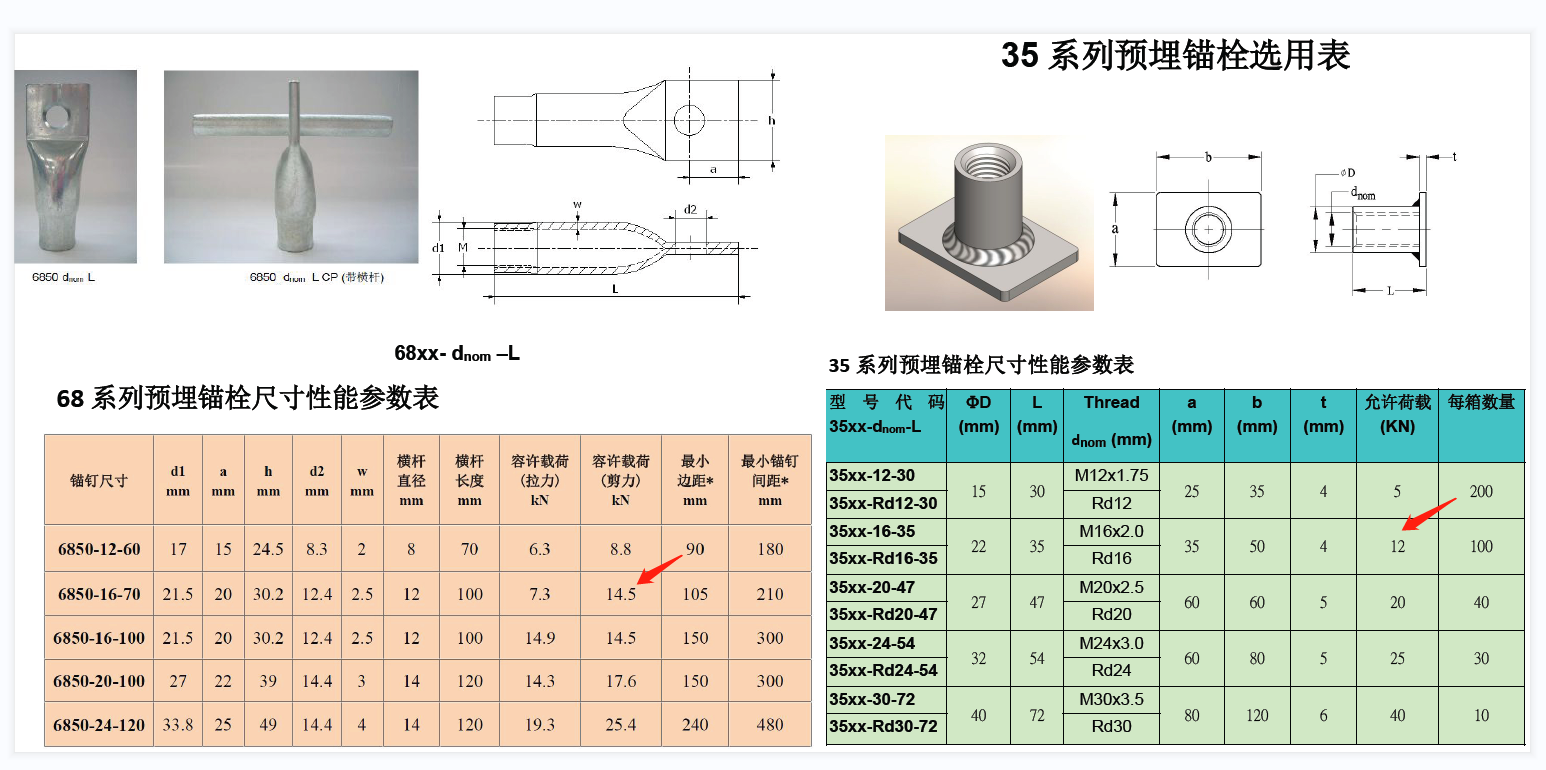 35 系列预埋锚栓选用表
6850 dnom L
6850 dnom L CP (带横杆)
h
a
w
d2
d1
M
L
b
a
t
ΦD
dnom
L
68xx- dnom –L
68 系列预埋锚栓尺寸性能参数表
锚钉尺寸 d1 mm a mm h mm d2 mm w mm 横杆直径 mm 横杆长度 mm 容许载荷(拉力) kN 容许载荷(剪力) kN 最小边距* mm 最小锚钉间距* mm
6850-12-60 17 15 24.5 8.3 2 8 70 6.3 8.8 90 180
6850-16-70 21.5 20 30.2 12.4 2.5 12 100 7.3 14.5 105 210
6850-16-100 21.5 20 30.2 12.4 2.5 12 100 14.9 14.5 150 300
6850-20-100 27 22 39 14.4 3 14 120 14.3 17.6 150 300
6850-24-120 33.8 25 49 14.4 4 14 120 19.3 25.4 240 480
35 系列预埋锚栓尺寸性能参数表
型 号 代 码 ΦD L Thread a b t 允许荷载 每箱数量
35xx-dnom-L (mm) (mm) dnom (mm) (mm) (mm) (mm) (KN)
35xx-12-30 M12x1.75
15 30 25 35 4 5 200
35xx-Rd12-30 Rd12
35xx-16-35 M16x2.0
22 35 35 50 4 12 100
35xx-Rd16-35 Rd16
35xx-20-47 M20x2.5
27 47 60 60 5 20 40
35xx-Rd20-47 Rd20
35xx-24-54 M24x3.0
32 54 60 80 5 25 30
35xx-Rd24-54 Rd24
35xx-30-72 M30x3.5
40 72 80 120 6 40 10
35xx-Rd30-72 Rd30